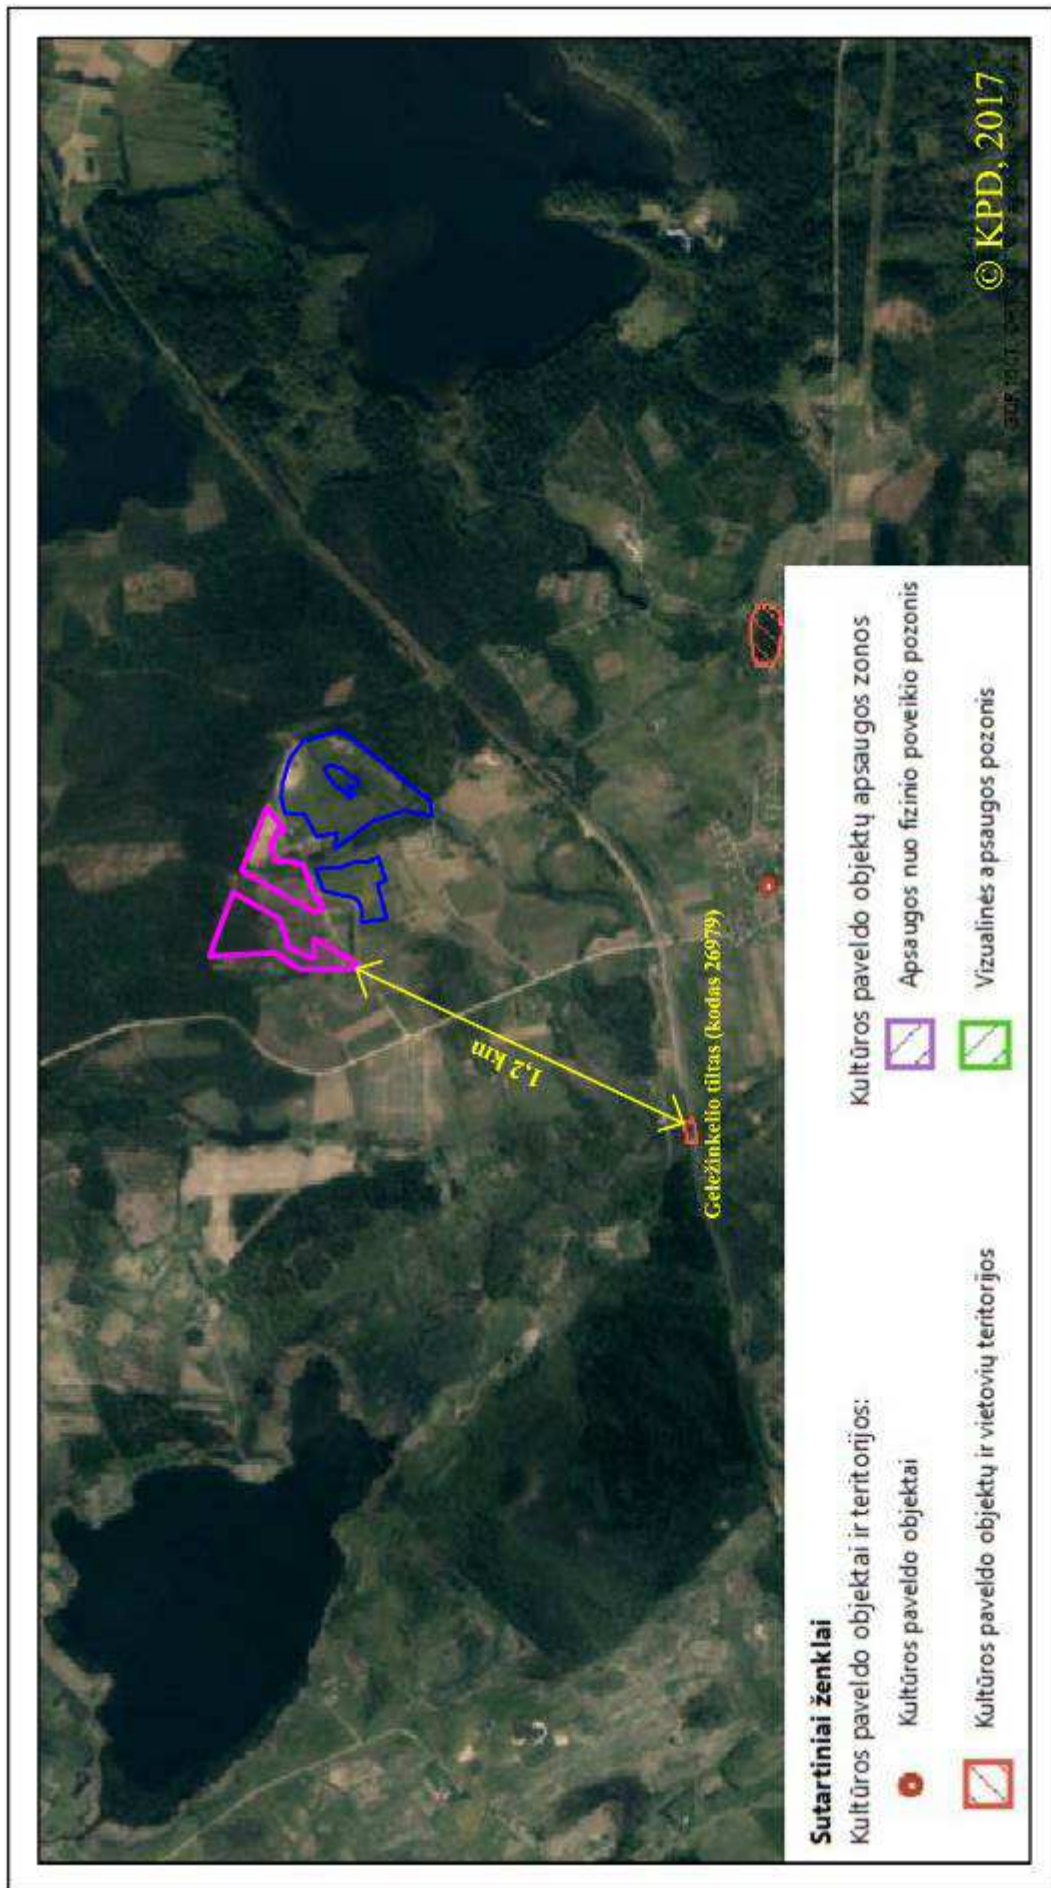 © KPD, 2017
1,2 km
Geležinkelio tiltas (kodas 26979)
Sutartiniai ženklai
Kultūros paveldo objektai ir teritorijos:
Kultūros paveldo objektai
Kultūros paveldo objektų ir vietovių teritorijos
Kultūros paveldo objektų apsaugos zonos
Apsaugos nuo fizinio poveikio pozonis
Vizualinės apsaugos pozonis